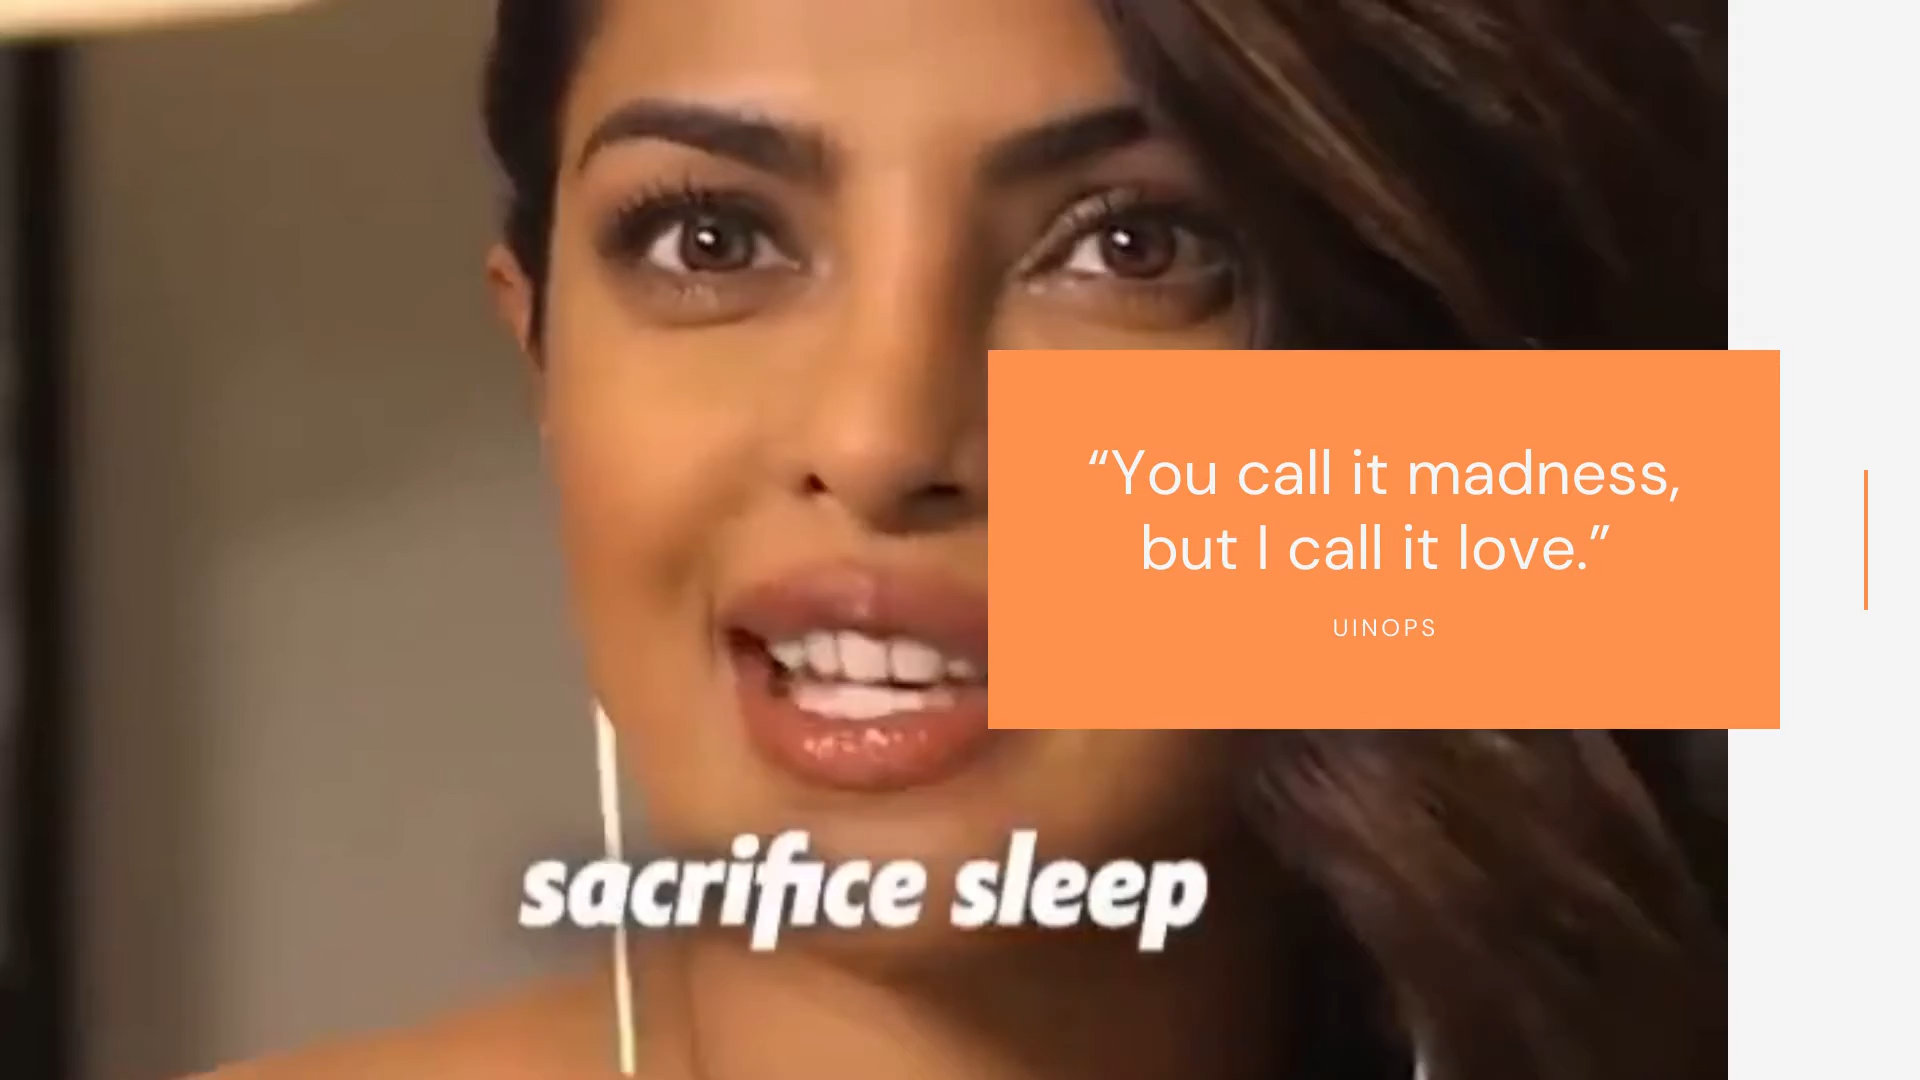 “You call it madness,
but I call it love.”
UINOPS
sacrifice sleep